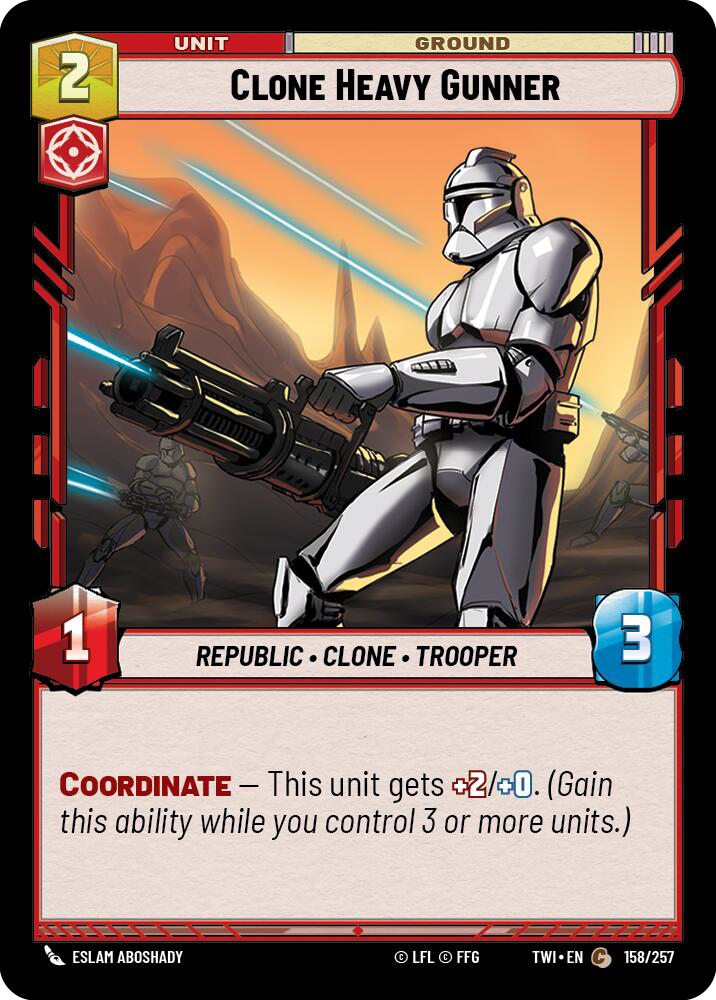 UNIT GROUND
2 CLONE HEAVY GUNNER
1 REPUBLIC • CLONE • TROOPER 3
COORDINATE — This unit gets +2/+0. (Gain
this ability while you control 3 or more units.)
ESLAM ABOSHADY © LFL © FFG TWI • EN C 158/257